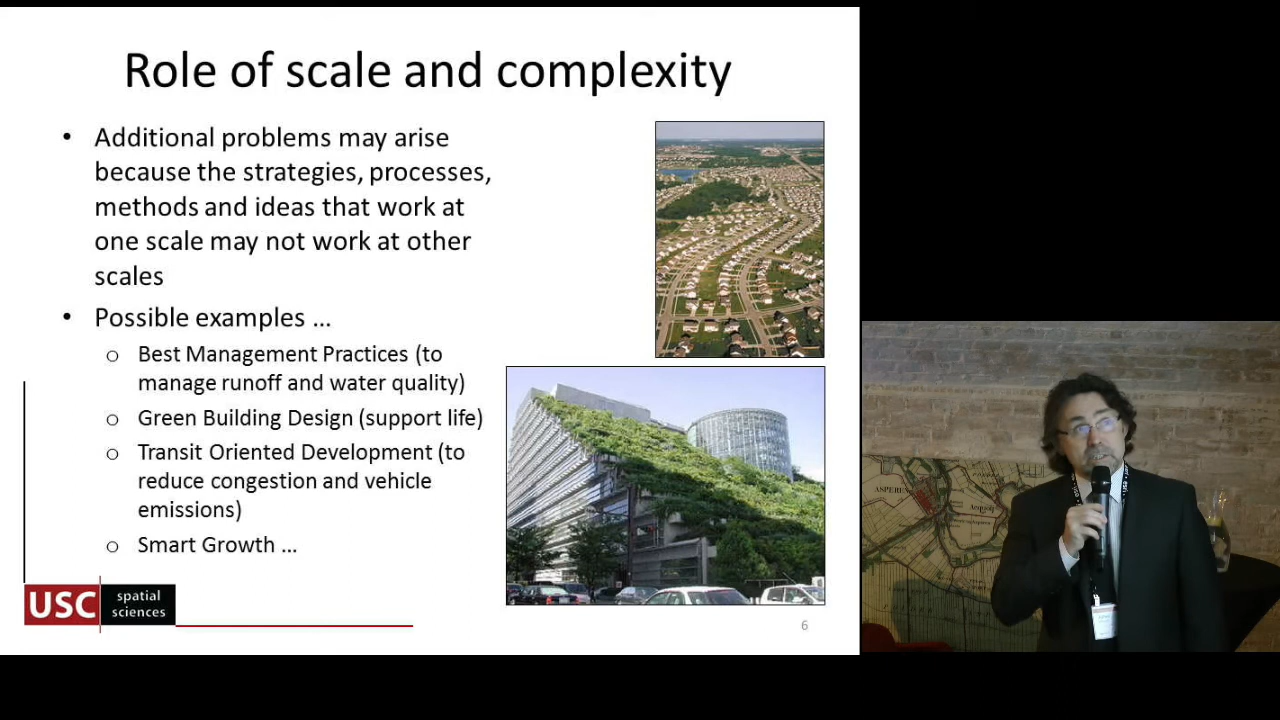 Role of scale and complexity
• Additional problems may arise
because the strategies, processes,
methods and ideas that work at
one scale may not work at other
scales
• Possible examples ...
o Best Management Practices (to
manage runoff and water quality)
o Green Building Design (support life)
o Transit Oriented Development (to
reduce congestion and vehicle
emissions)
o Smart Growth ...
USC spatial
sciences
6
ASPEREN
Acquoij